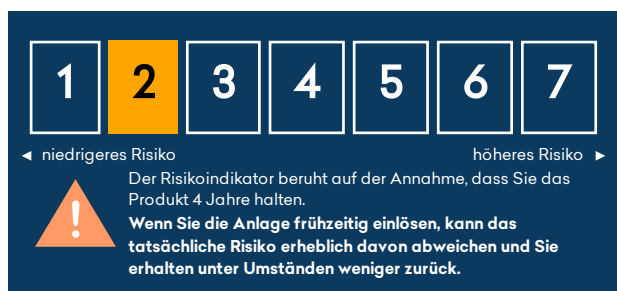 1 2 3 4 5 6 7
◄ niedrigeres Risiko höheres Risiko ►
Der Risikoindikator beruht auf der Annahme, dass Sie das
Produkt 4 Jahre halten.
Wenn Sie die Anlage frühzeitig einlösen, kann das
tatsächliche Risiko erheblich davon abweichen und Sie
erhalten unter Umständen weniger zurück.